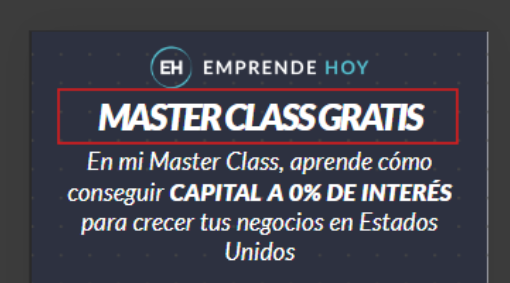 EH EMPRENDE HOY
MASTER CLASS GRATIS
En mi Master Class, aprende cómo
conseguir CAPITAL A 0% DE INTERÉS
para crecer tus negocios en Estados
Unidos